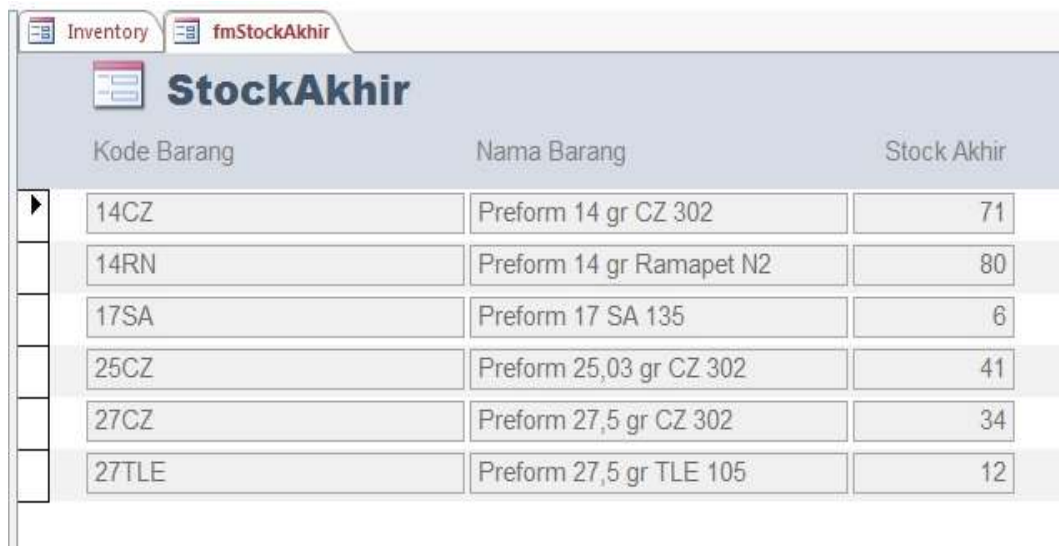 Inventory fmStockAkhir
StockAkhir
Kode Barang Nama Barang Stock Akhir
14CZ Preform 14 gr CZ 302 71
14RN Preform 14 gr Ramapet N2 80
17SA Preform 17 SA 135 6
25CZ Preform 25,03 gr CZ 302 41
27CZ Preform 27,5 gr CZ 302 34
27TLE Preform 27,5 gr TLE 105 12